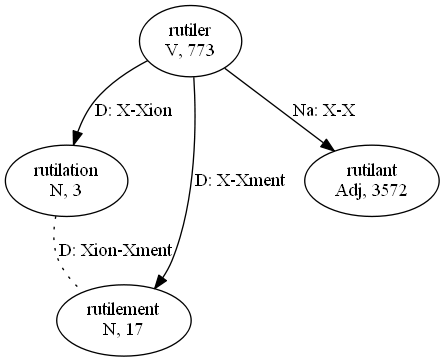 rutiler
V, 773
D: X-Xion
Na: X-X
rutilation
N, 3
D: X-Xment
rutilant
Adj, 3572
D: Xion-Xment
rutilement
N, 17